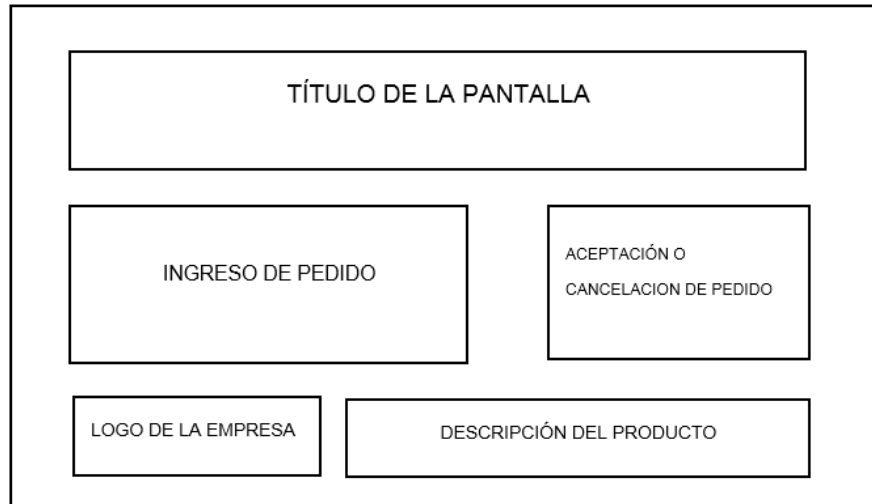 TÍTULO DE LA PANTALLA
INGRESO DE PEDIDO
ACEPTACIÓN O
CANCELACION DE PEDIDO
LOGO DE LA EMPRESA
DESCRIPCIÓN DEL PRODUCTO